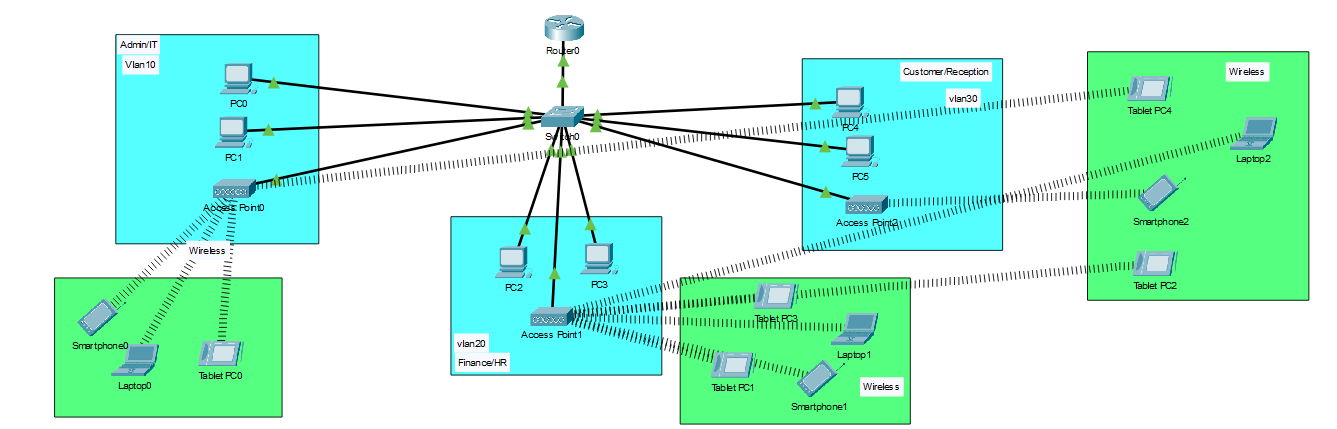 Admin/IT
Vlan10
PC0
PC1
Access Point0
Wireless
Smartphone0
Laptop0
Tablet PC0
Router0
Switch0
PC2
PC3
Access Point1
vlan20
Finance/HR
Customer/Reception
vlan30
PC4
PC5
Access Point2
Tablet PC3
Laptop1
Tablet PC1
Smartphone1
Wireless
Wireless
Tablet PC4
Laptop2
Smartphone2
Tablet PC2